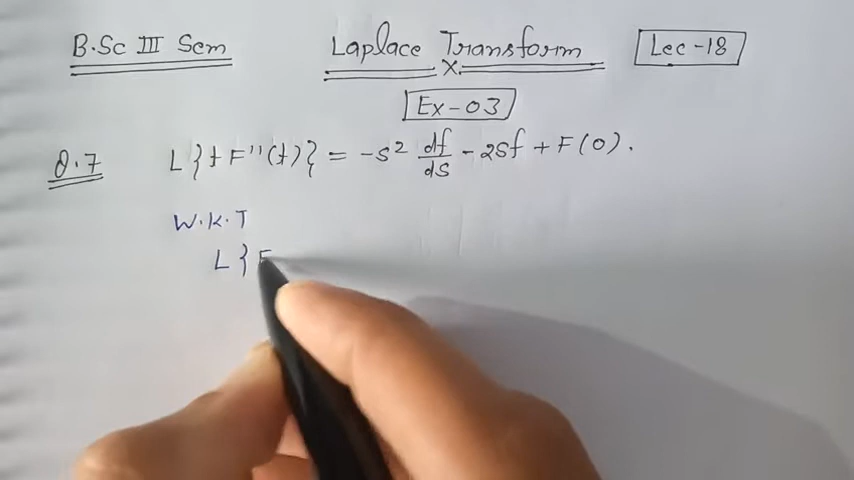 B.Sc III Sem Laplace Transform Lec-18
Ex-03
Q.7 L{tF''(t)} = -s² df/ds - 2sf + F(0).
W.K.T
L{F